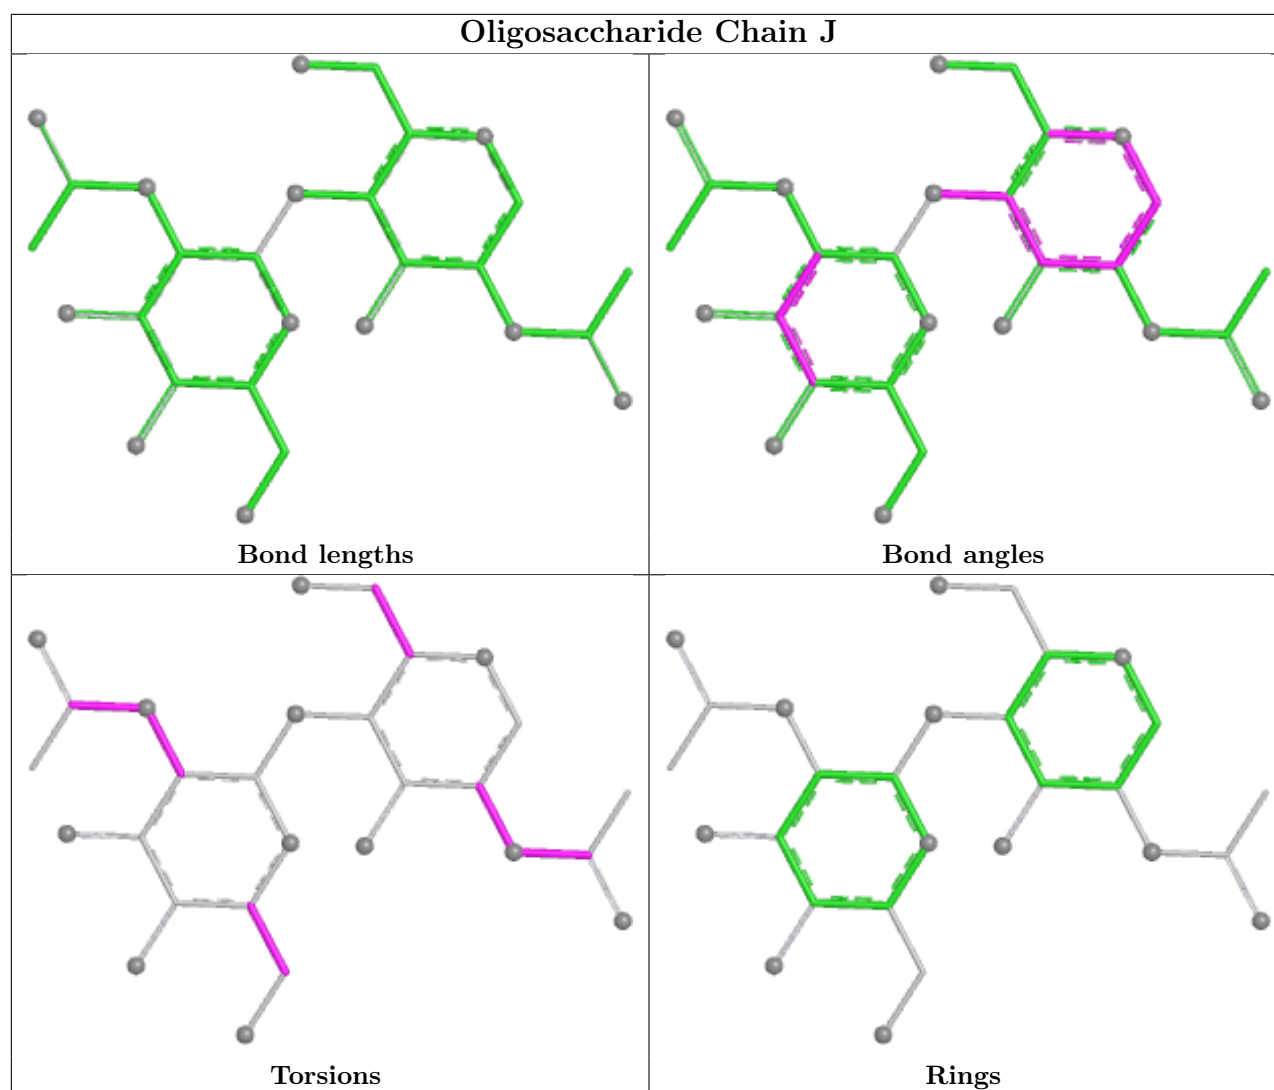 Oligosaccharide Chain J
Bond lengths
Bond angles
Torsions
Rings